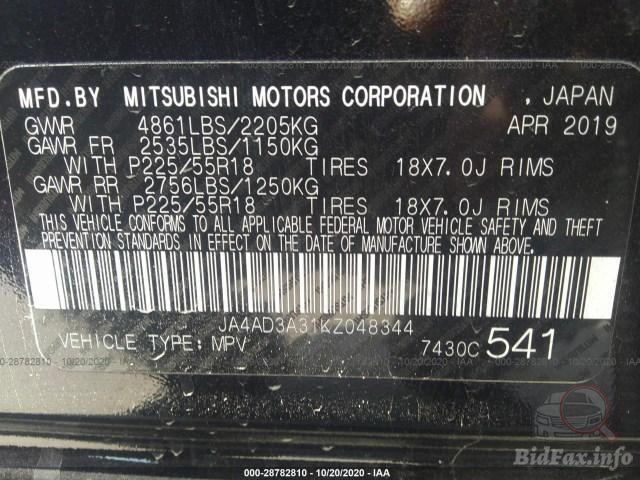 MFD.BY MITSUBISHI MOTORS CORPORATION , JAPAN
GVWR 4861LBS/2205KG APR 2019
GAWR FR 2535LBS/1150KG
WITH P225/55R18 TIRES 18X7.0J RIMS
GAWR RR 2756LBS/1250KG
WITH P225/55R18 TIRES 18X7.0J RIMS
THIS VEHICLE CONFORMS TO ALL APPLICABLE FEDERAL MOTOR VEHICLE SAFETY AND THEFT
PREVENTION STANDARDS IN EFFECT ON THE DATE OF MANUFACTURE SHOWN ABOVE.
JA4AD3A31KZ048344
VEHICLE TYPE: MPV 7430C 541
BidFax.info
000-28782810 - 10/20/2020 - IAA